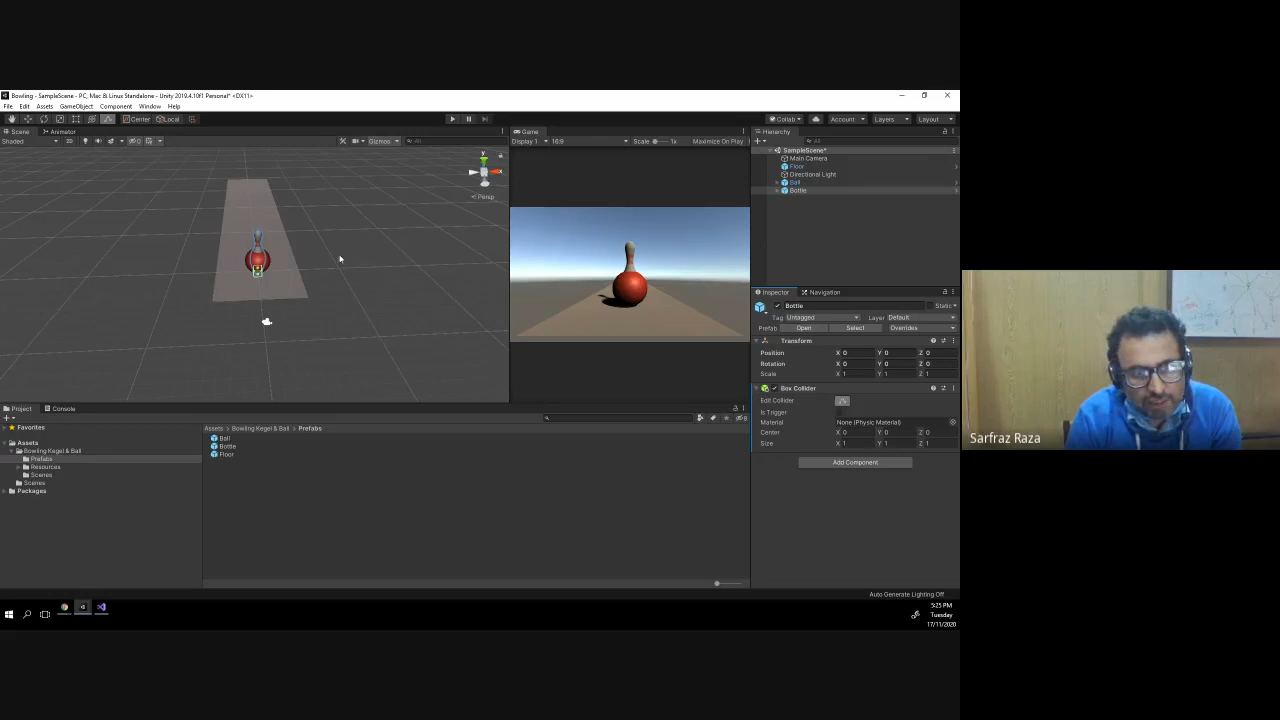 Bowling - SampleScene - PC, Mac & Linux Standalone - Unity 2019.4.10f1 Personal* <DX11>
File Edit Assets GameObject Component Window Help
Center Local
Collab Account Layers Layout
Scene Animator
Shaded Gizmos All
y
x
Persp
Game
Display 1 16:9 Scale 1x Maximize On Play
Hierarchy
All
SampleScene*
Main Camera
Floor
Directional Light
Ball
Bottle
Inspector Navigation
Bottle Static
Tag Untagged Layer Default
Prefab Open Select Overrides
Transform
Position X 0 Y 0 Z 0
Rotation X 0 Y 0 Z 0
Scale X 1 Y 1 Z 1
Box Collider
Edit Collider
Is Trigger
Material None (Physic Material)
Center X 0 Y 0 Z 0
Size X 1 Y 1 Z 1
Add Component
Project Console
Favorites
Assets
Bowling Kegel & Ball
Prefabs
Resources
Scenes
Scenes
Packages
Assets > Bowling Kegel & Ball > Prefabs
Ball
Bottle
Floor
Auto Generate Lighting Off
5:25 PM
Tuesday
17/11/2020
Sarfraz Raza